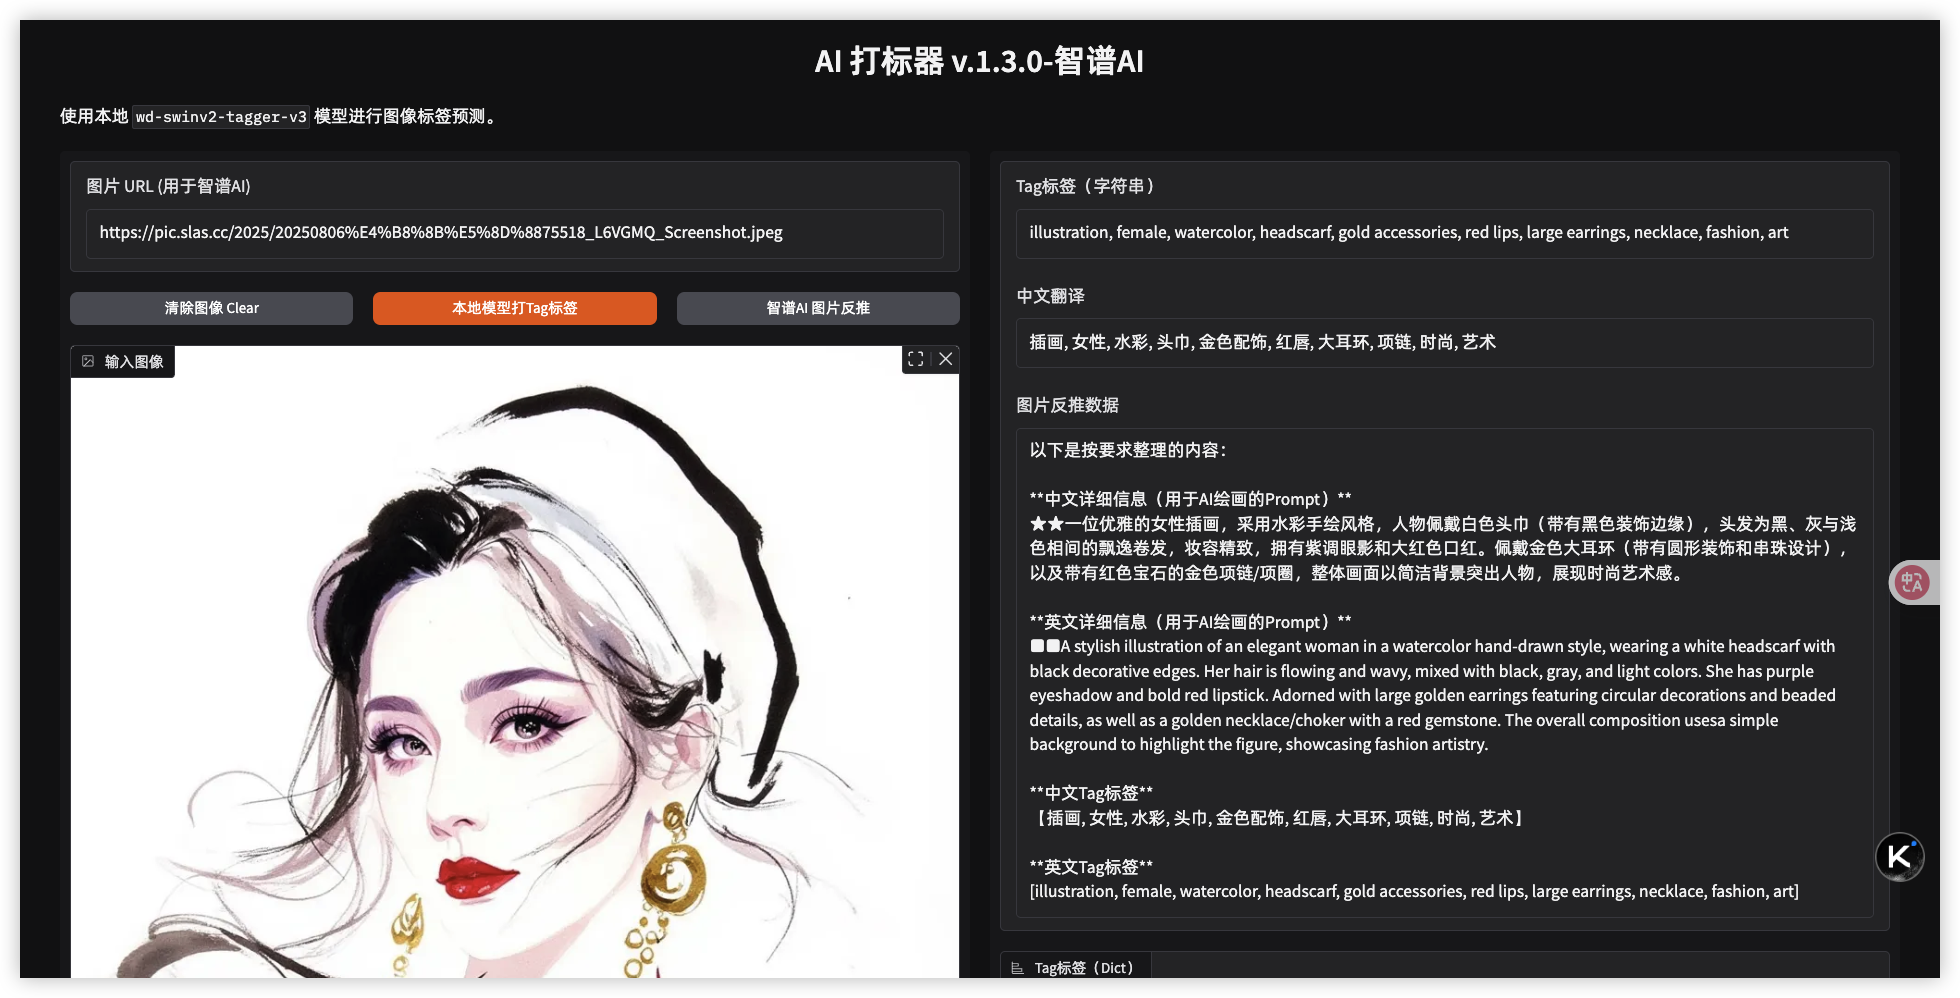 AI 打标器 v.1.3.0-智谱AI
使用本地 wd-swinv2-tagger-v3 模型进行图像标签预测。
图片 URL (用于智谱AI)
https://pic.slas.cc/2025/20250806%E4%B8%8B%E5%8D%8875518_L6VGMQ_Screenshot.jpeg
清除图像 Clear
本地模型打Tag标签
智谱AI 图片反推
输入图像
Tag标签（字符串）
illustration, female, watercolor, headscarf, gold accessories, red lips, large earrings, necklace, fashion, art
中文翻译
插画, 女性, 水彩, 头巾, 金色配饰, 红唇, 大耳环, 项链, 时尚, 艺术
图片反推数据
以下是按要求整理的内容：
**中文详细信息（用于AI绘画的Prompt）**
★★一位优雅的女性插画，采用水彩手绘风格，人物佩戴白色头巾（带有黑色装饰边缘），头发为黑、灰与浅
色相间的飘逸卷发，妆容精致，拥有紫调眼影和大红色口红。佩戴金色大耳环（带有圆形装饰和串珠设计），
以及带有红色宝石的金色项链/项圈，整体画面以简洁背景突出人物，展现时尚艺术感。
**英文详细信息（用于AI绘画的Prompt）**
■■A stylish illustration of an elegant woman in a watercolor hand-drawn style, wearing a white headscarf with
black decorative edges. Her hair is flowing and wavy, mixed with black, gray, and light colors. She has purple
eyeshadow and bold red lipstick. Adorned with large golden earrings featuring circular decorations and beaded
details, as well as a golden necklace/choker with a red gemstone. The overall composition usesa simple
background to highlight the figure, showcasing fashion artistry.
**中文Tag标签**
【插画, 女性, 水彩, 头巾, 金色配饰, 红唇, 大耳环, 项链, 时尚, 艺术】
**英文Tag标签**
[illustration, female, watercolor, headscarf, gold accessories, red lips, large earrings, necklace, fashion, art]
Tag标签（Dict）
中A
K